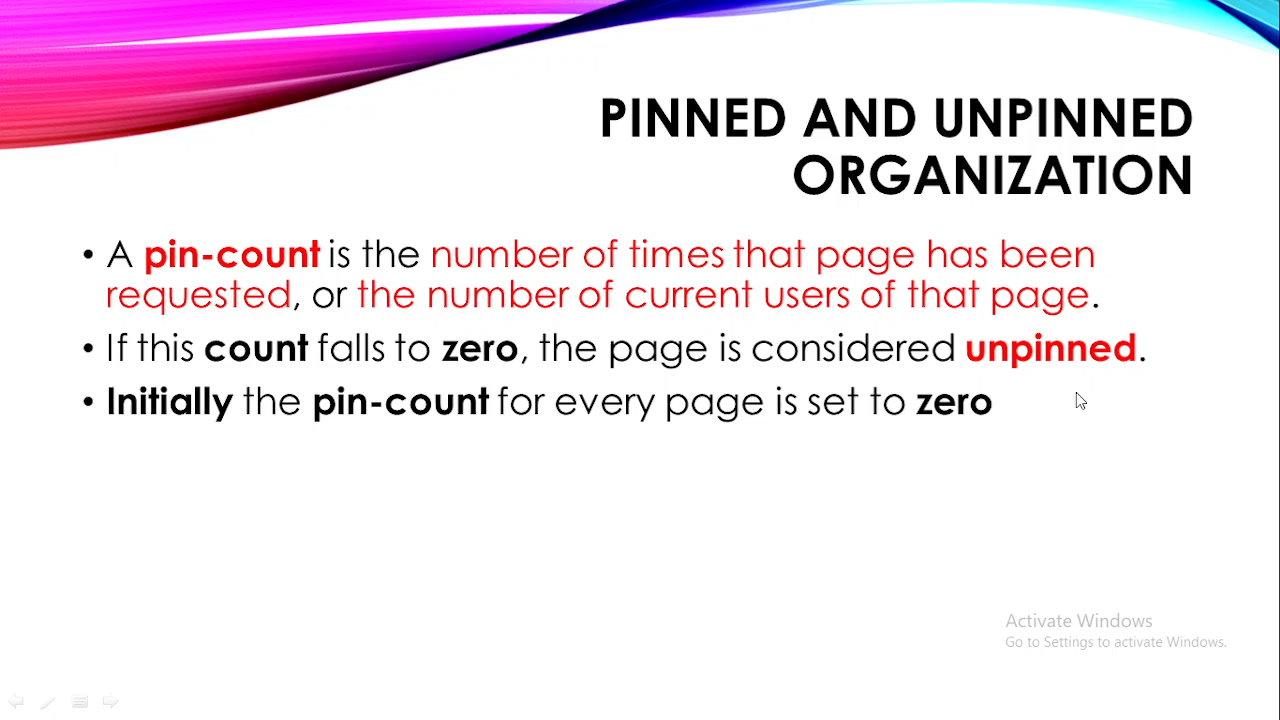 PINNED AND UNPINNED
ORGANIZATION
• A pin-count is the number of times that page has been
requested, or the number of current users of that page.
• If this count falls to zero, the page is considered unpinned.
• Initially the pin-count for every page is set to zero
Activate Windows
Go to Settings to activate Windows.